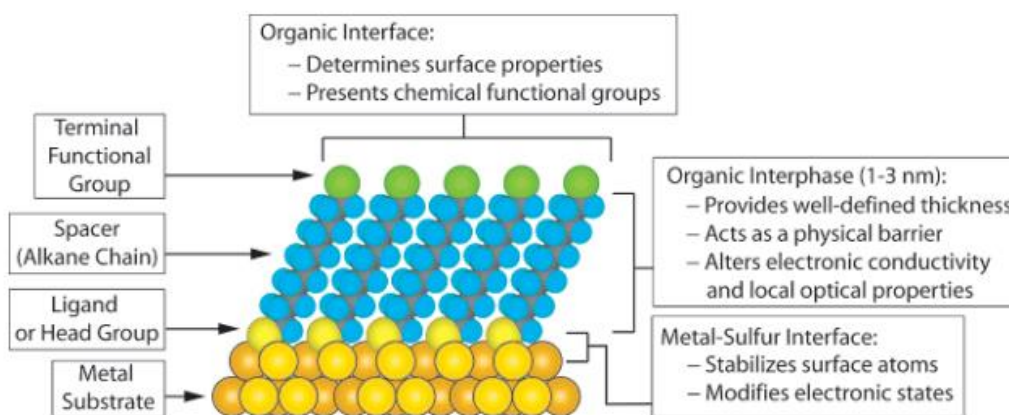 Organic Interface:
– Determines surface properties
– Presents chemical functional groups
Terminal
Functional
Group
Spacer
(Alkane Chain)
Ligand
or Head Group
Metal
Substrate
Organic Interphase (1-3 nm):
– Provides well-defined thickness
– Acts as a physical barrier
– Alters electronic conductivity
and local optical properties
Metal-Sulfur Interface:
– Stabilizes surface atoms
– Modifies electronic states